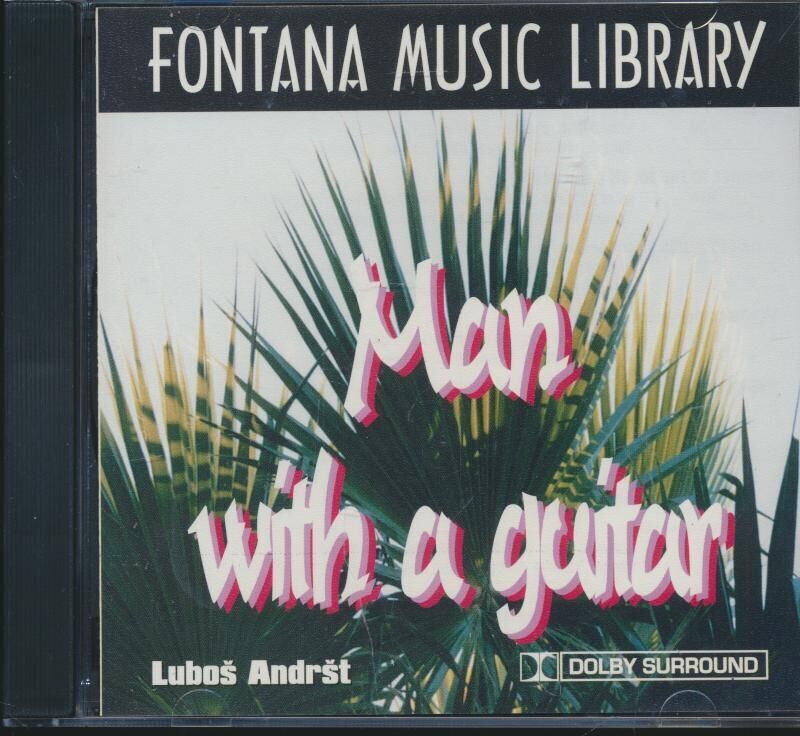 FONTANA MUSIC LIBRARY
Man
with a guitar
Luboš Andršt
DOLBY SURROUND